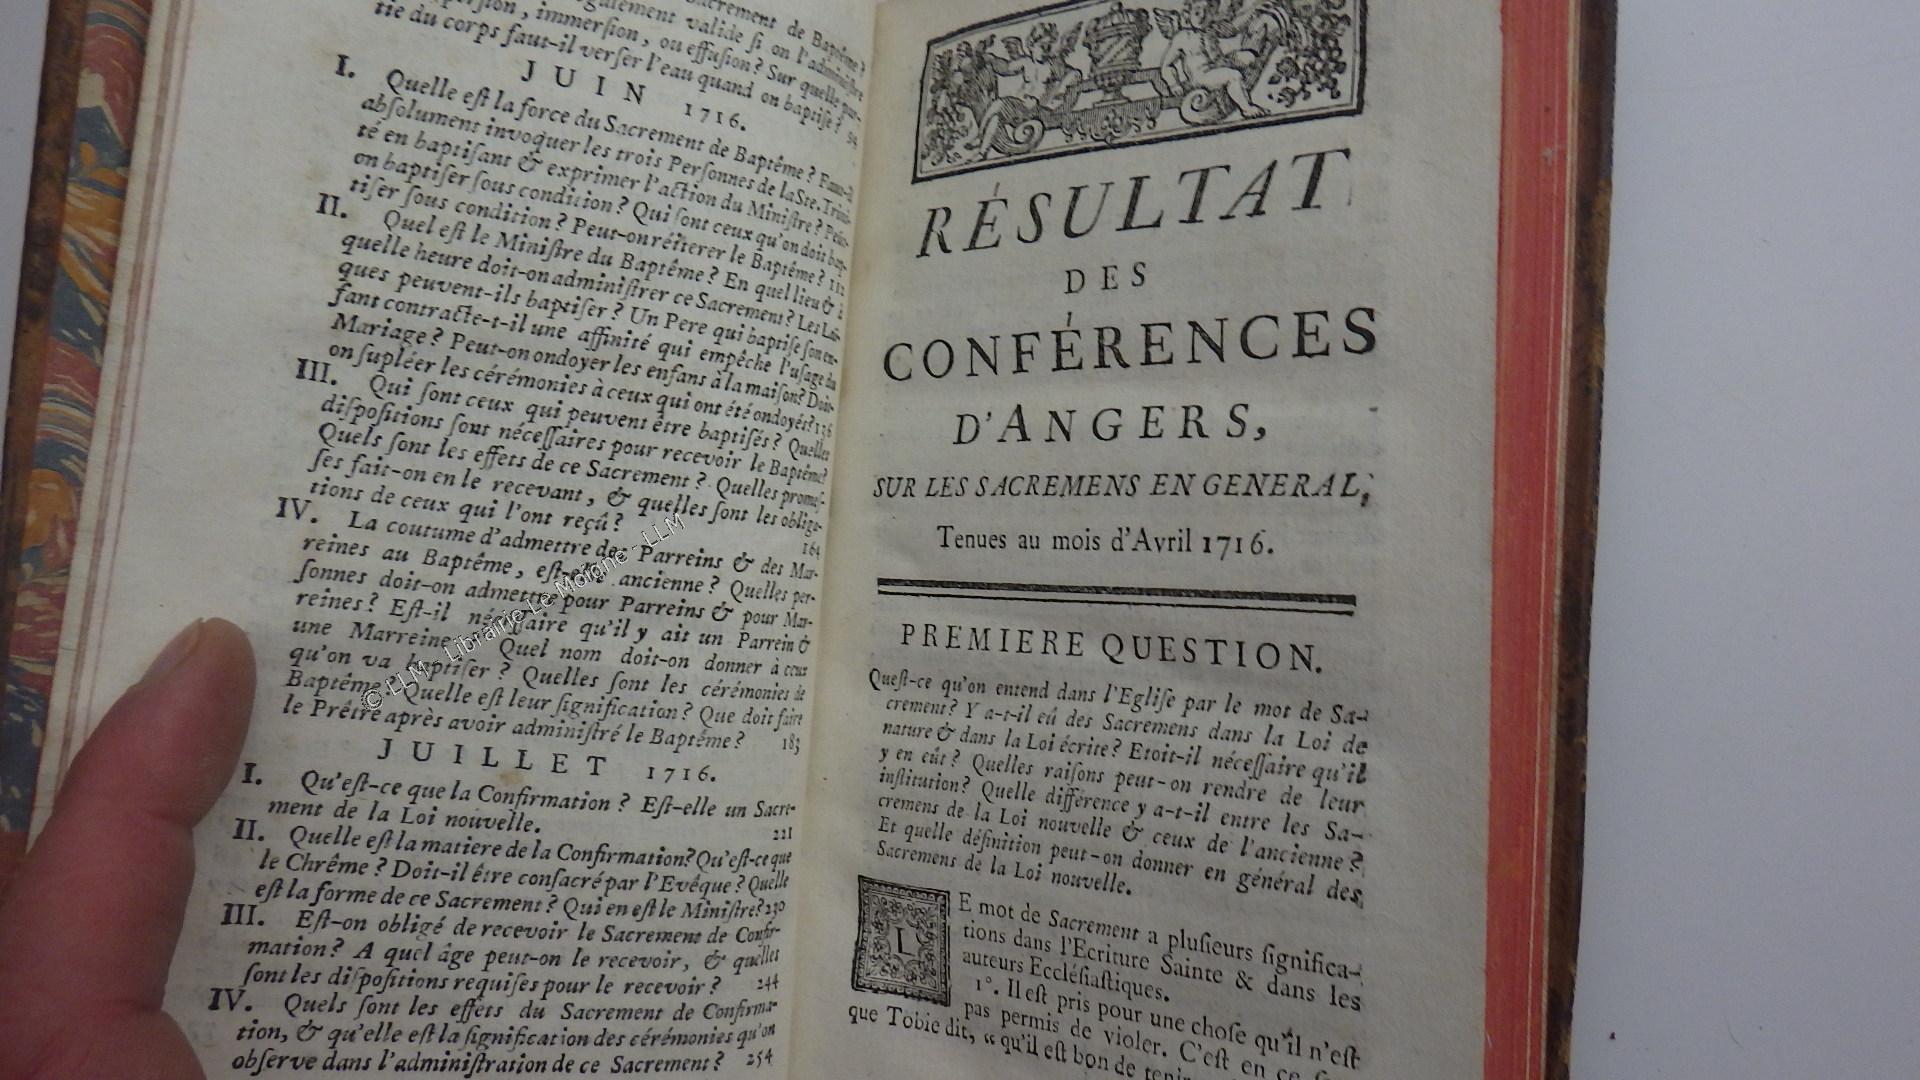 Sacrement de Baptême?
également valide si on l'administre
immerſion, ou effuſion? Sur quelle par-
tie du corps faut-il verſer l'eau quand on baptiſe? 94
JUIN 1716.
I. Quelle eſt la force du Sacrement de Baptême? Faut-il
abſolument invoquer les trois Perſonnes de la Ste. Trini-
té en baptiſant & exprimer l'action du Miniſtre? Peut-
on baptiſer ſous condition? Qui ſont ceux qu'on doit bap-
tiſer ſous condition? Peut-on réïterer le Baptême? 112
II. Quel eſt le Miniſtre du Baptême? En quel lieu & à
quelle heure doit-on adminiſtrer ce Sacrement? Les Laï-
ques peuvent-ils baptiſer? Un Pere qui baptiſe ſon en-
fant contracte-t-il une affinité qui empêche l'uſage du
Mariage? Peut-on ondoyer les enfans à la maiſon? Doit-
on ſupléer les cérémonies à ceux qui ont été ondoyés? 136
III. Qui ſont ceux qui peuvent être baptiſés? Quelles
diſpoſitions ſont néceſſaires pour recevoir le Baptême?
Quels ſont les effets de ce Sacrement? Quelles promeſ-
ſes fait-on en le recevant, & quelles ſont les obliga-
tions de ceux qui l'ont reçû? 164
IV. La coutume d'admettre des Parreins & des Mar-
reines au Baptême, eſt-elle ancienne? Quelles per-
ſonnes doit-on admettre pour Parreins & pour Mar-
reines? Eſt-il néceſſaire qu'il y ait un Parrein &
une Marreine? Quel nom doit-on donner à ceux
qu'on va baptiſer? Quelles ſont les cérémonies de
Baptême? Quelle eſt leur ſignification? Que doit faire
le Prêtre après avoir adminiſtré le Baptême? 183
JUILLET 1716.
I. Qu'eſt-ce que la Confirmation? Eſt-elle un Sacre-
ment de la Loi nouvelle. 221
II. Quelle eſt la matiere de la Confirmation? Qu'eſt-ce que
le Chrême? Doit-il être conſacré par l'Evêque? Quelle
eſt la forme de ce Sacrement? Qui en eſt le Miniſtre? 230
III. Eſt-on obligé de recevoir le Sacrement de Confir-
mation? A quel âge peut-on le recevoir, & quelles
ſont les diſpoſitions requiſes pour le recevoir? 244
IV. Quels ſont les effets du Sacrement de Confirma-
tion, & qu'elle eſt la ſignification des cérémonies qu'on
obſerve dans l'adminiſtration de ce Sacrement? 254
© LLM - Librairie Le Moigne - LLM
RÉSULTAT
DES
CONFÉRENCES
D'ANGERS,
SUR LES SACREMENS EN GENERAL,
Tenues au mois d'Avril 1716.
PREMIERE QUESTION.
Queſt-ce qu'on entend dans l'Egliſe par le mot de Sa-
crement? Y a-t-il eû des Sacremens dans la Loi de
nature & dans la Loi écrite? Etoit-il néceſſaire qu'il
y en eût? Quelles raiſons peut-on rendre de leur
inſtitution? Quelle différence y a-t-il entre les Sa-
cremens de la Loi nouvelle & ceux de l'ancienne?
Et quelle définition peut-on donner en général des
Sacremens de la Loi nouvelle.
LE mot de Sacrement a pluſieurs ſignifica-
tions dans l'Ecriture Sainte & dans les
auteurs Eccléſiaſtiques.
1°. Il eſt pris pour une choſe qu'il n'eſt
pas permis de violer. C'eſt en ce
que Tobie dit, « qu'il eſt bon de